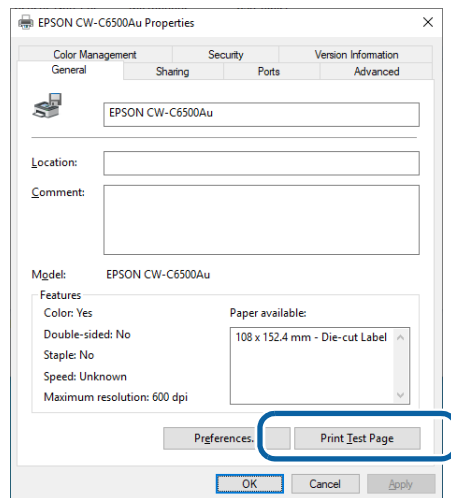 EPSON CW-C6500Au Properties
Color Management Security Version Information
General Sharing Ports Advanced
EPSON CW-C6500Au
Location:
Comment:
Model: EPSON CW-C6500Au
Features
Color: Yes Paper available:
Double-sided: No 108 x 152.4 mm - Die-cut Label
Staple: No
Speed: Unknown
Maximum resolution: 600 dpi
Preferences. Print Test Page
OK Cancel Apply